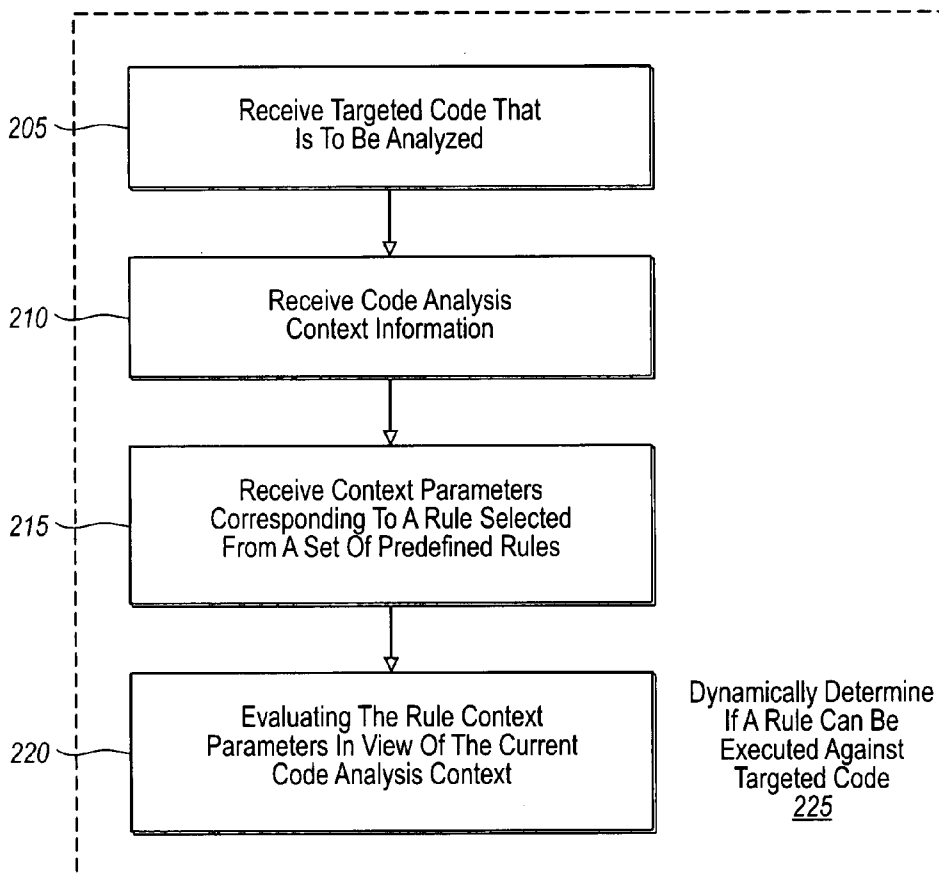 205
Receive Targeted Code That
Is To Be Analyzed
210
Receive Code Analysis
Context Information
215
Receive Context Parameters
Corresponding To A Rule Selected
From A Set Of Predefined Rules
220
Evaluating The Rule Context
Parameters In View Of The Current
Code Analysis Context
Dynamically Determine
If A Rule Can Be
Executed Against
Targeted Code
225